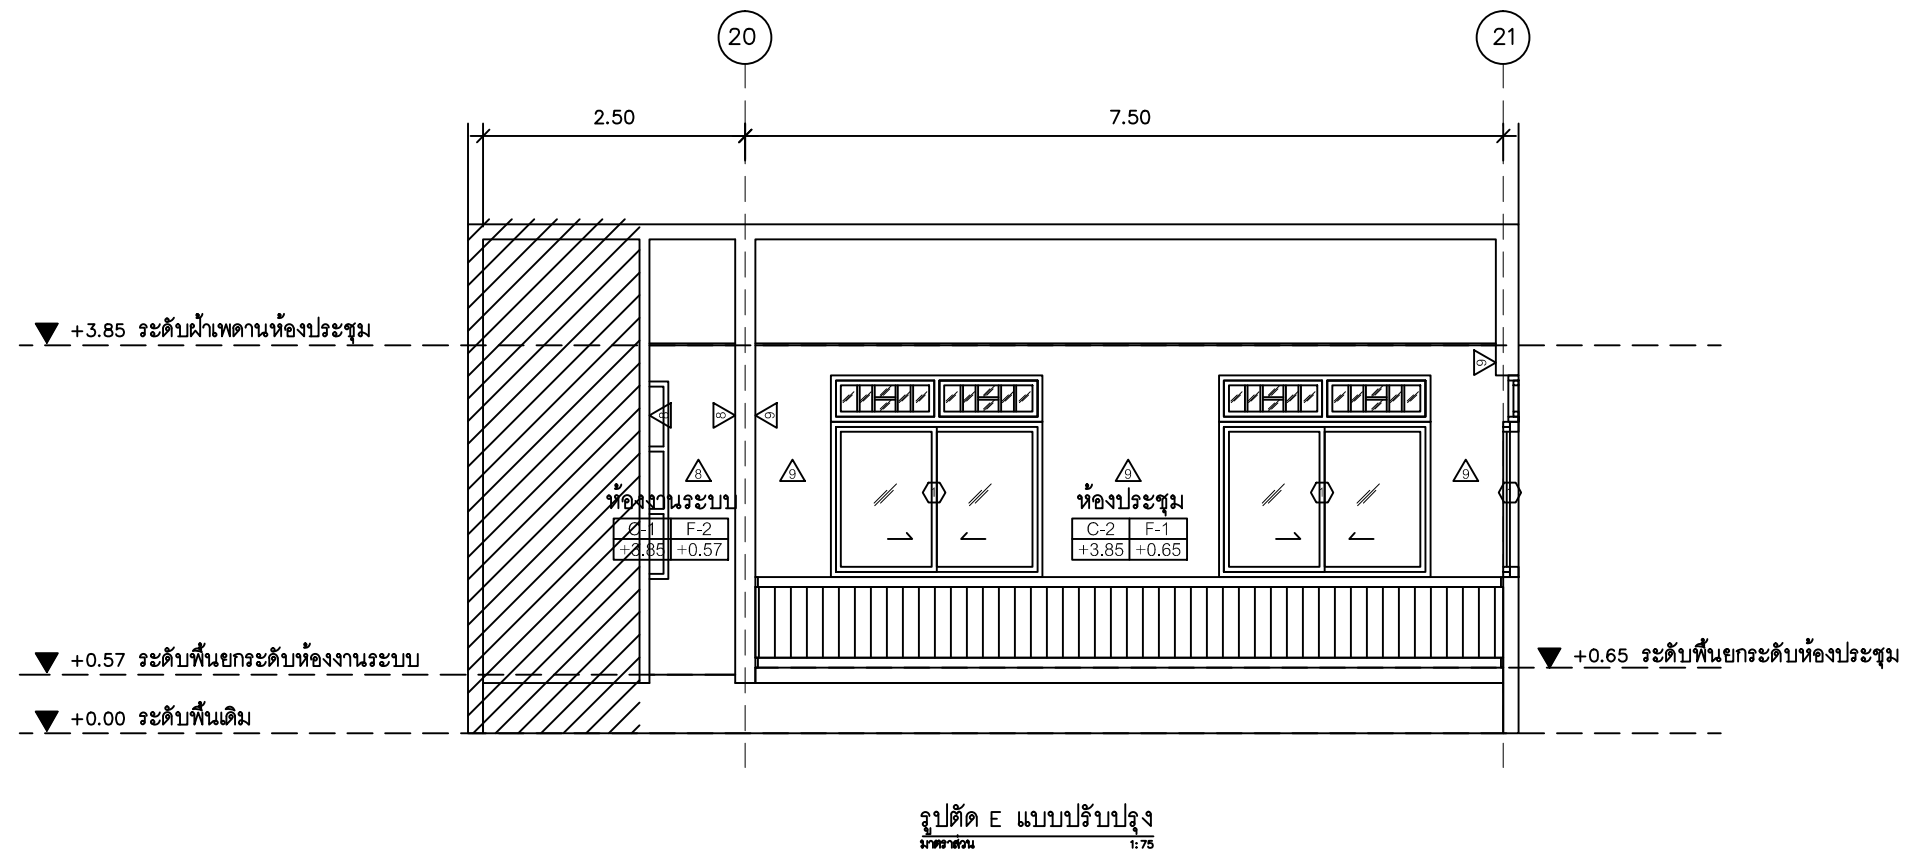 20
21
2.50
7.50
+3.85 ระดับฝ้าเพดานห้องประชุม
9
8
8
9
8
9
9
9
ห้องงานระบบ
C-1 F-2
+3.85 +0.57
ห้องประชุม
C-2 F-1
+3.85 +0.65
1
1
+0.57 ระดับพื้นยกระดับห้องงานระบบ
+0.65 ระดับพื้นยกระดับห้องประชุม
+0.00 ระดับพื้นเดิม
รูปตัด E แบบปรับปรุง
มาตราส่วน 1:75